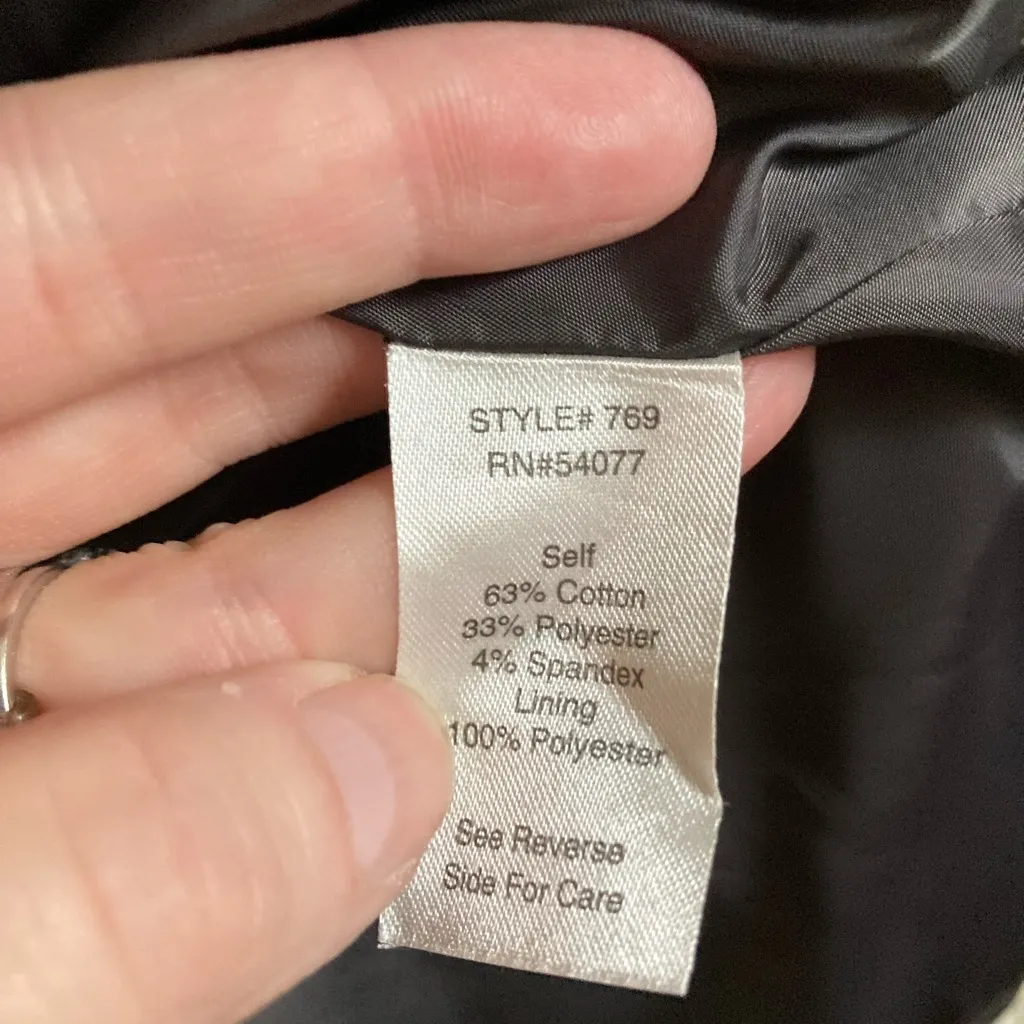 STYLE# 769
RN#54077
Self
63% Cotton
33% Polyester
4% Spandex
Lining
100% Polyester
See Reverse
Side For Care